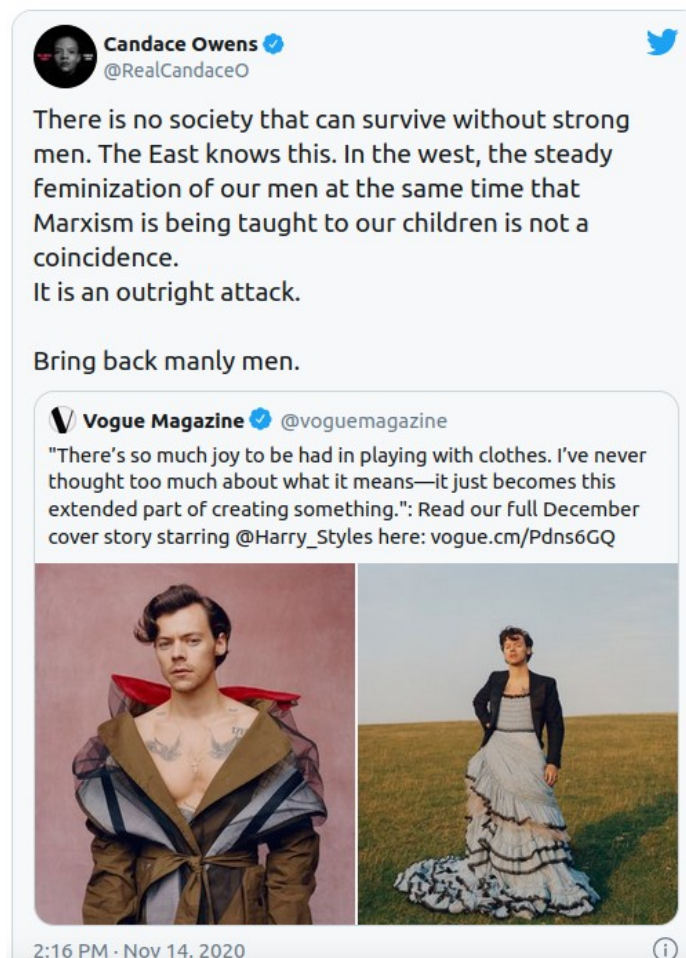 Candace Owens
@RealCandaceO
There is no society that can survive without strong
men. The East knows this. In the west, the steady
feminization of our men at the same time that
Marxism is being taught to our children is not a
coincidence.
It is an outright attack.
Bring back manly men.
Vogue Magazine @voguemagazine
"There's so much joy to be had in playing with clothes. I've never
thought too much about what it means—it just becomes this
extended part of creating something.": Read our full December
cover story starring @Harry_Styles here: vogue.cm/Pdns6GQ
2:16 PM · Nov 14, 2020